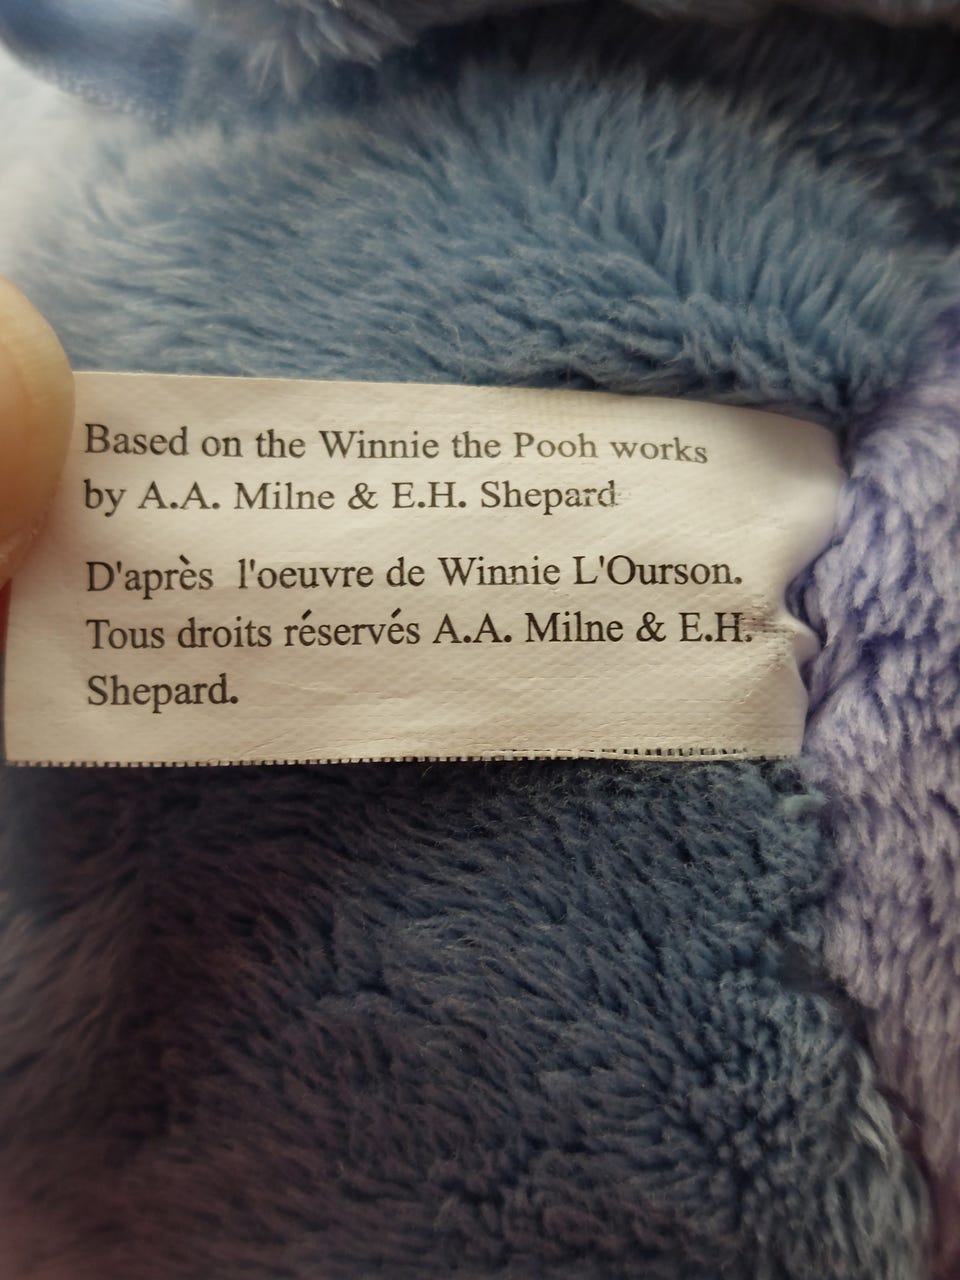 Based on the Winnie the Pooh works
by A.A. Milne & E.H. Shepard
D'après l'oeuvre de Winnie L'Ourson.
Tous droits réservés A.A. Milne & E.H.
Shepard.